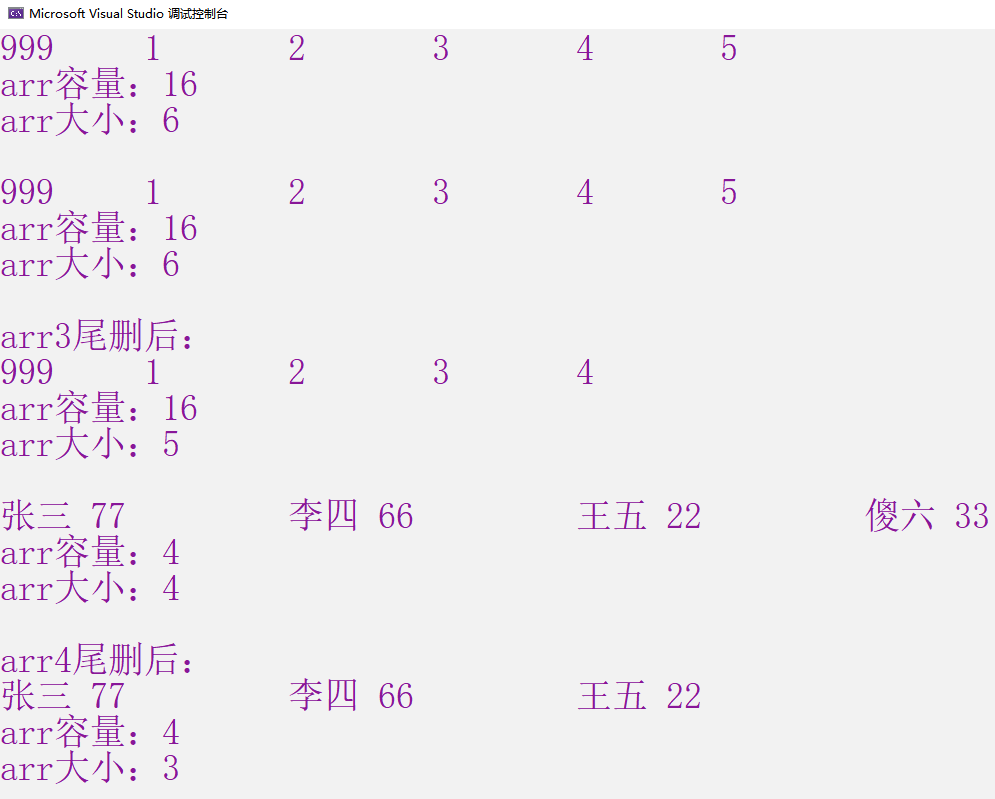 Microsoft Visual Studio 调试控制台
999 1 2 3 4 5
arr容量：16
arr大小：6
999 1 2 3 4 5
arr容量：16
arr大小：6
arr3尾删后：
999 1 2 3 4
arr容量：16
arr大小：5
张三 77 李四 66 王五 22 傻六 33
arr容量：4
arr大小：4
arr4尾删后：
张三 77 李四 66 王五 22
arr容量：4
arr大小：3